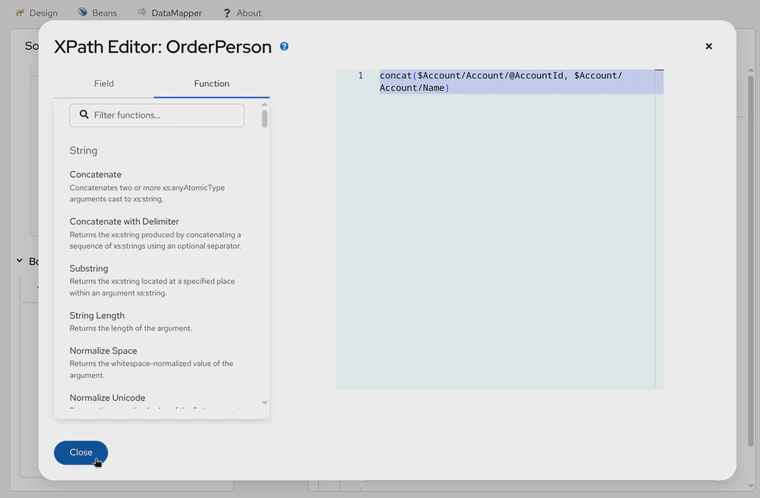 Design Beans DataMapper About
XPath Editor: OrderPerson
Field Function
Filter functions...
String
Concatenate
Concatenates two or more xs:anyAtomicType
arguments cast to xs:string.
Concatenate with Delimiter
Returns the xs:string produced by concatenating a
sequence of xs:strings using an optional separator.
Substring
Returns the xs:string located at a specified place
within an argument xs:string.
String Length
Returns the length of the argument.
Normalize Space
Returns the whitespace-normalized value of the
argument.
Normalize Unicode
1 concat($Account/Account/@AccountId, $Account/
Account/Name)
Close
So
Bo